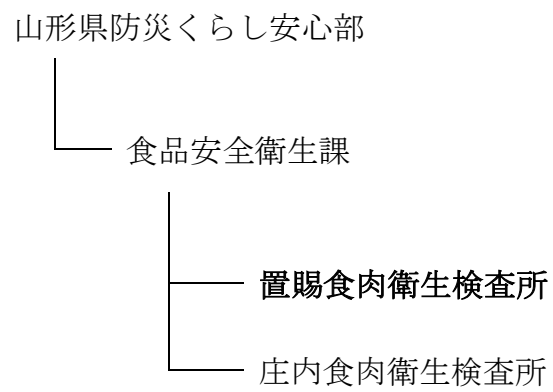 山形県防災くらし安心部
食品安全衛生課
置賜食肉衛生検査所
庄内食肉衛生検査所